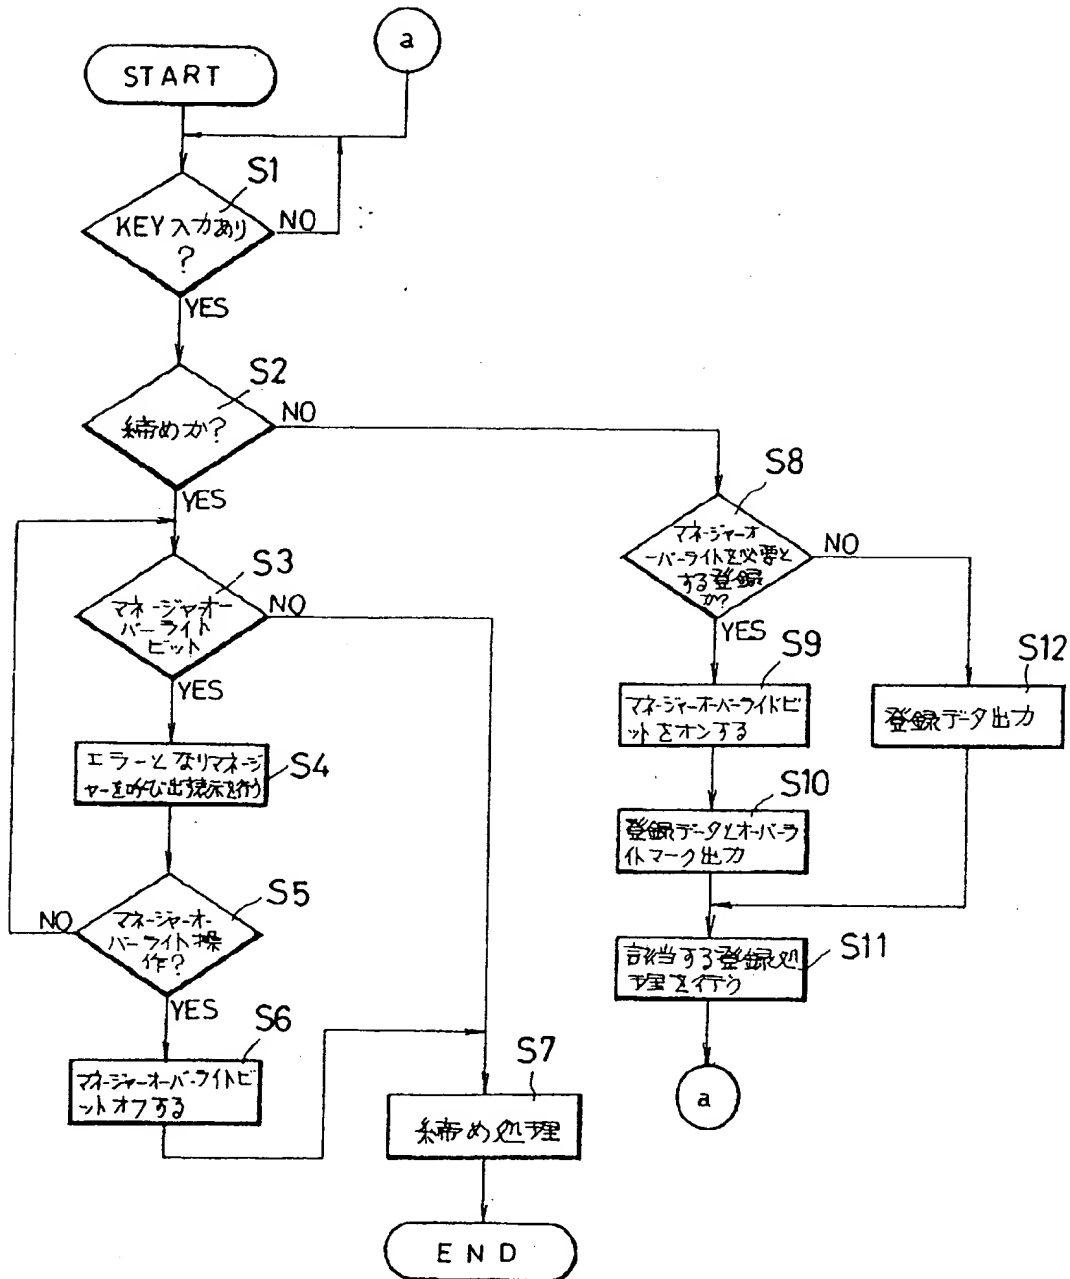 a
START
S1
KEY入力あり
?
NO
YES
S2
締めか?
NO
YES
S8
マネージャーオ
ーバーライトを必要と
する登録
か?
NO
YES
S3
マネージャオー
バーライト
ビット
NO
YES
S9
マネージャーオーバーライドビ
ットをオンする
S12
登録データ出力
エラーとなりマネージ
ャーを呼び出表示を行う
S4
S10
登録データとオーバーラ
イトマーク出力
S5
マネージャーオー
バーライト操
作?
NO
YES
S11
該当する登録処
理を行う
S6
マネージャーオーバーライトビ
ットオフする
S7
締め処理
a
END